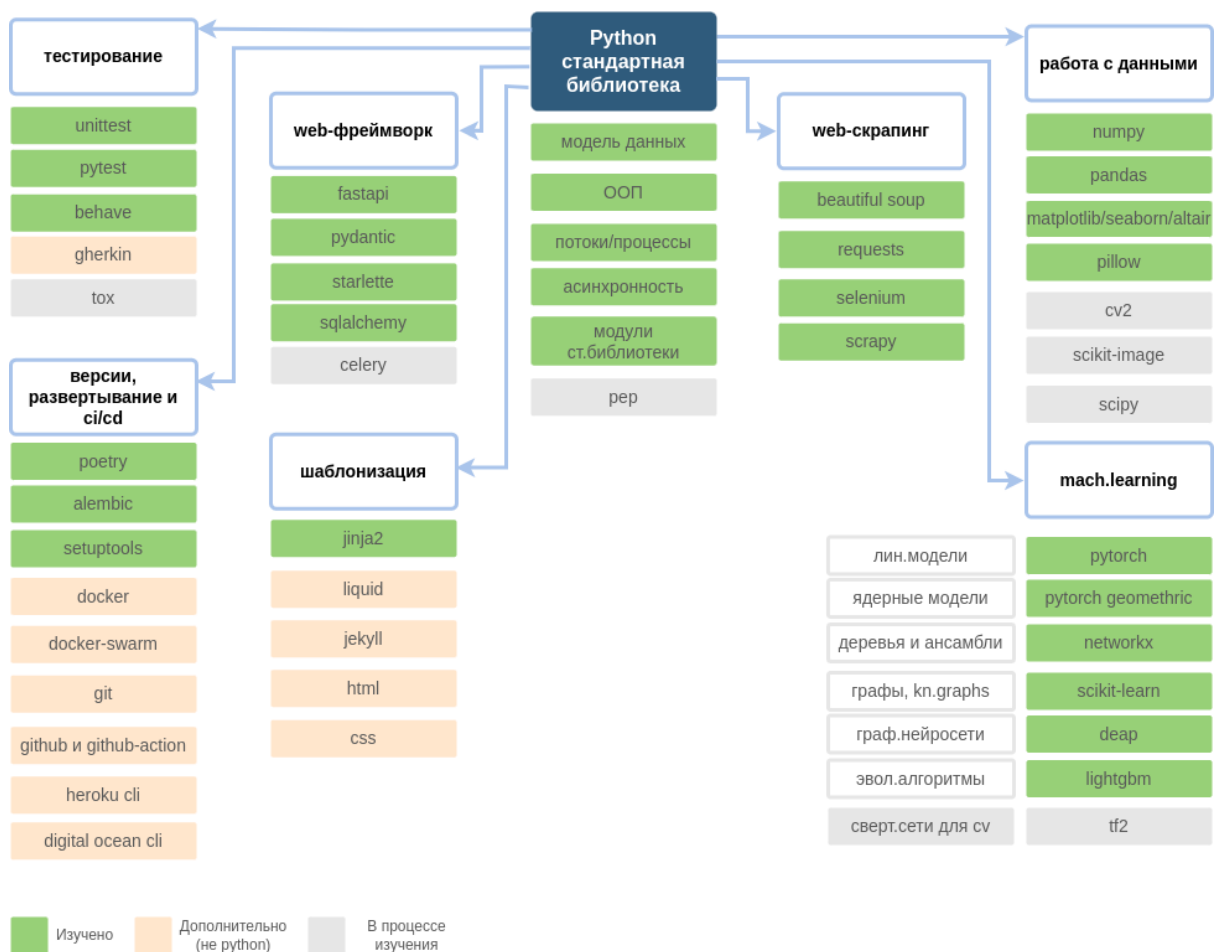 Python
стандартная
библиотека
модель данных
ООП
потоки/процессы
асинхронность
модули
ст.библиотеки
pep
тестирование
unittest
pytest
behave
gherkin
tox
версии,
развертывание и
ci/cd
poetry
alembic
setuptools
docker
docker-swarm
git
github и github-action
heroku cli
digital ocean cli
web-фреймворк
fastapi
pydantic
starlette
sqlalchemy
celery
шаблонизация
jinja2
liquid
jekyll
html
css
web-скрапинг
beautiful soup
requests
selenium
scrapy
работа с данными
numpy
pandas
matplotlib/seaborn/altair
pillow
cv2
scikit-image
scipy
mach.learning
лин.модели
pytorch
ядерные модели
pytorch geomethric
деревья и ансамбли
networkx
графы, kn.graphs
scikit-learn
граф.нейросети
deap
эвол.алгоритмы
lightgbm
сверт.сети для cv
tf2
Изучено
Дополнительно
(не python)
В процессе
изучения